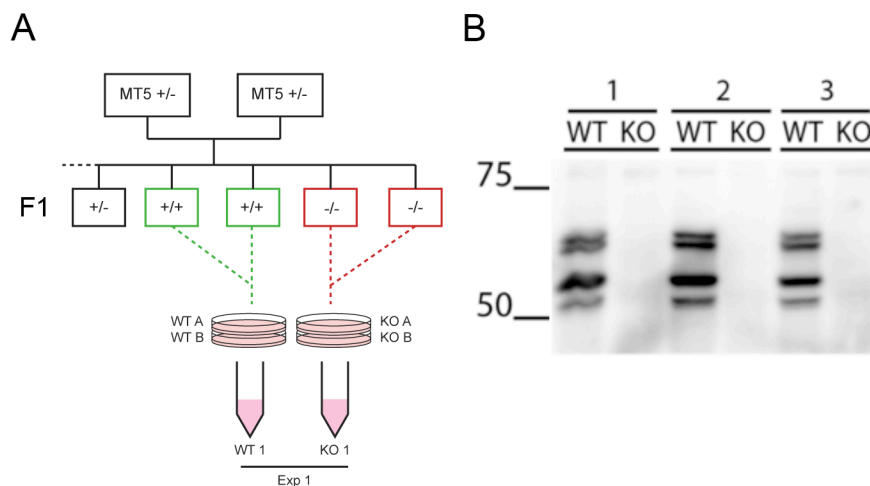 A
MT5 +/- MT5 +/-
F1
+/- +/+ +/+ -/- -/-
WT A KO A
WT B KO B
WT 1 KO 1
Exp 1
B
1 2 3
WT KO WT KO WT KO
75
50